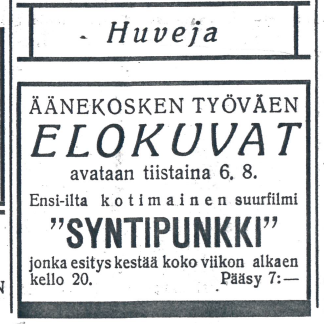 Huveja
ÄÄNEKOSKEN TYÖVÄEN
ELOKUVAT
avataan tiistaina 6. 8.
Ensi-ilta kotimainen suurfilmi
”SYNTIPUNKKI”
jonka esitys kestää koko viikon alkaen
kello 20. Pääsy 7:—
N